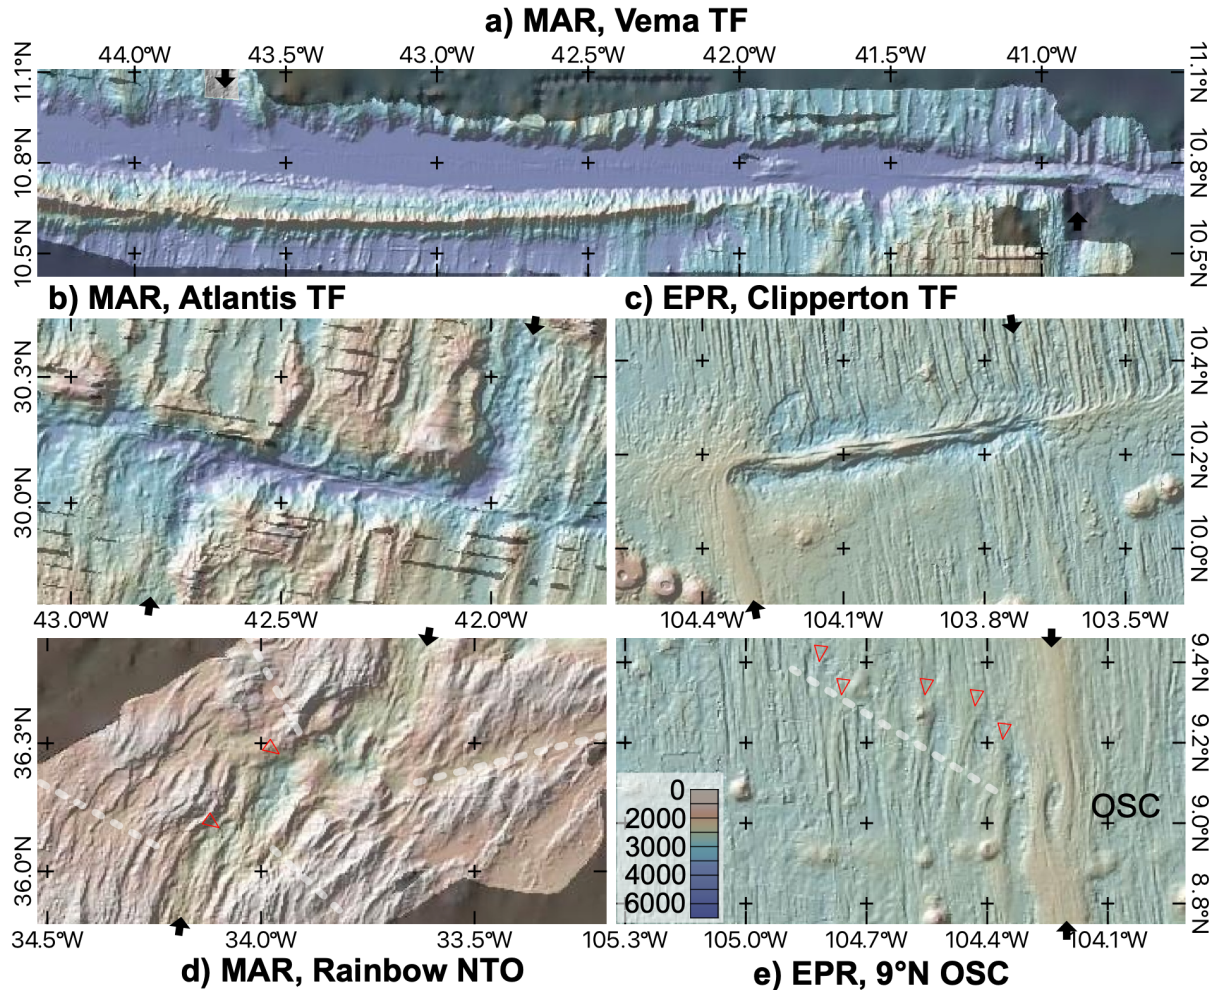 a) MAR, Vema TF
44.0°W 43.5°W 43.0°W 42.5°W 42.0°W 41.5°W 41.0°W
11.1°N
10.8°N
10.5°N
11.1°N
10.8°N
10.5°N
b) MAR, Atlantis TF
c) EPR, Clipperton TF
30.3°N
30.0°N
10.4°N
10.2°N
10.0°N
43.0°W 42.5°W 42.0°W
104.4°W 104.1°W 103.8°W 103.5°W
36.3°N
36.0°N
9.4°N
9.2°N
9.0°N
8.8°N
OSC
0
2000
3000
4000
6000
34.5°W 34.0°W 33.5°W
105.3°W 105.0°W 104.7°W 104.4°W 104.1°W
d) MAR, Rainbow NTO
e) EPR, 9°N OSC